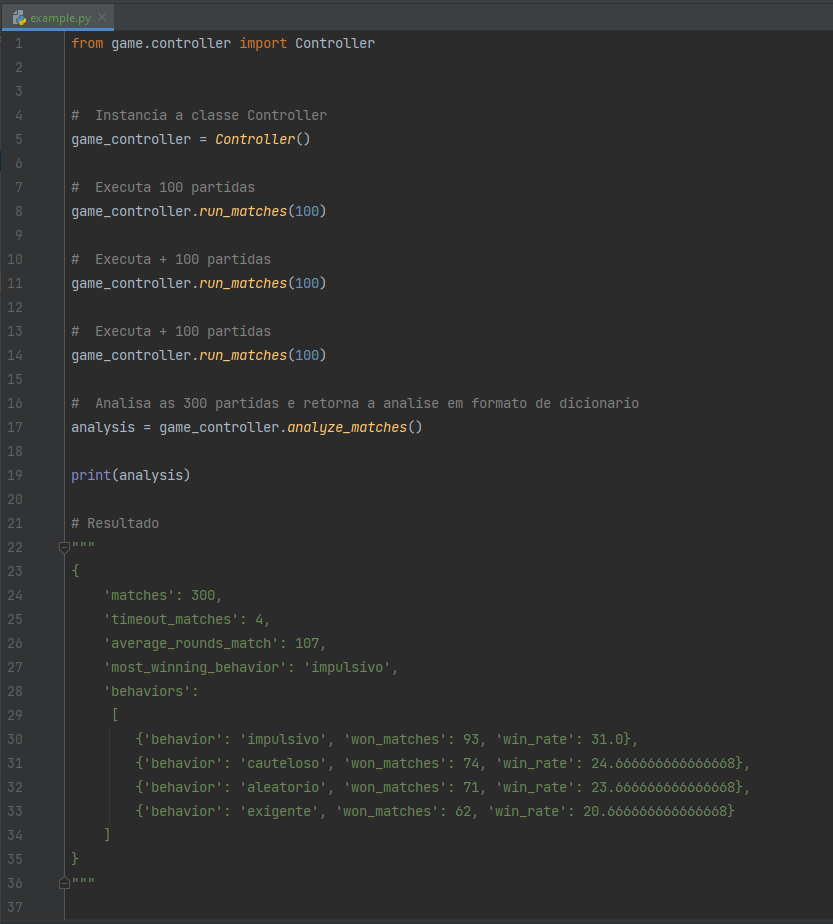 example.py
1 from game.controller import Controller
2
3
4 #  Instancia a classe Controller
5 game_controller = Controller()
6
7 #  Executa 100 partidas
8 game_controller.run_matches(100)
9
10 #  Executa + 100 partidas
11 game_controller.run_matches(100)
12
13 #  Executa + 100 partidas
14 game_controller.run_matches(100)
15
16 #  Analisa as 300 partidas e retorna a analise em formato de dicionario
17 analysis = game_controller.analyze_matches()
18
19 print(analysis)
20
21 # Resultado
22 """
23 {
24     'matches': 300,
25     'timeout_matches': 4,
26     'average_rounds_match': 107,
27     'most_winning_behavior': 'impulsivo',
28     'behaviors':
29      [
30         {'behavior': 'impulsivo', 'won_matches': 93, 'win_rate': 31.0},
31         {'behavior': 'cauteloso', 'won_matches': 74, 'win_rate': 24.666666666666668},
32         {'behavior': 'aleatorio', 'won_matches': 71, 'win_rate': 23.666666666666668},
33         {'behavior': 'exigente', 'won_matches': 62, 'win_rate': 20.666666666666668}
34     ]
35 }
36 """
37